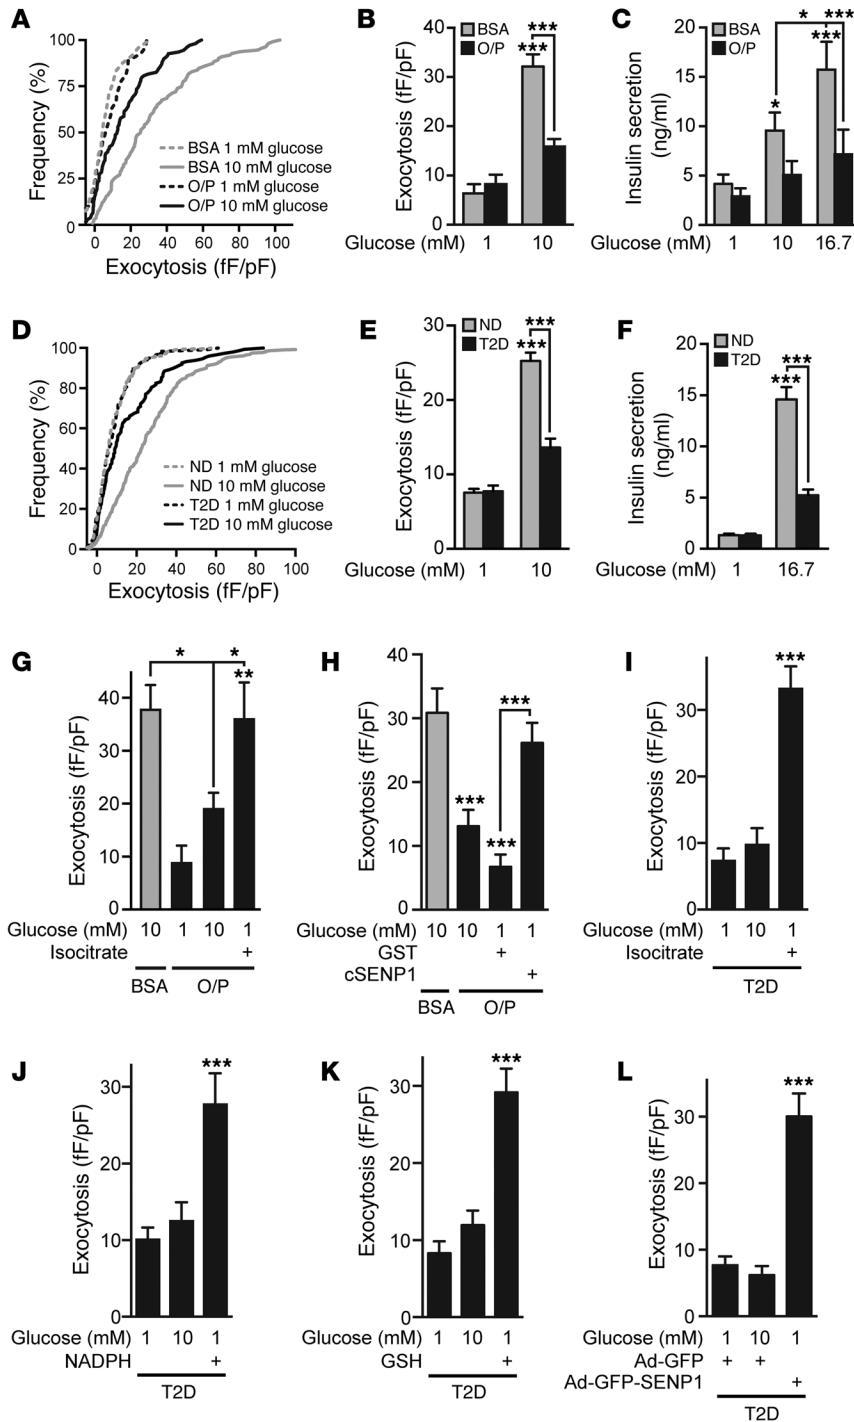 A
Frequency (%)
100
75
50
25
0
BSA 1 mM glucose
BSA 10 mM glucose
O/P 1 mM glucose
O/P 10 mM glucose
0 20 40 60 80 100
Exocytosis (fF/pF)
B
Exocytosis (fF/pF)
40
30
20
10
0
BSA
O/P
***
***
Glucose (mM) 1 10
C
Insulin secretion
(ng/ml)
20
15
10
5
0
BSA
O/P
* ***
***
*
Glucose (mM) 1 10 16.7
D
Frequency (%)
100
80
60
40
20
0
ND 1 mM glucose
ND 10 mM glucose
T2D 1 mM glucose
T2D 10 mM glucose
0 20 40 60 80 100
Exocytosis (fF/pF)
E
Exocytosis (fF/pF)
30
20
10
0
ND
T2D
***
***
Glucose (mM) 1 10
F
Insulin secretion
(ng/ml)
20
15
10
5
0
ND
T2D
***
***
Glucose (mM) 1 16.7
G
Exocytosis (fF/pF)
40
30
20
10
0
* *
**
Glucose (mM) 10 1 10 1
Isocitrate +
BSA O/P
H
Exocytosis (fF/pF)
40
30
20
10
0
***
***
***
Glucose (mM) 10 10 1 1
GST +
cSENP1 +
BSA O/P
I
Exocytosis (fF/pF)
30
20
10
0
***
Glucose (mM) 1 10 1
Isocitrate +
T2D
J
Exocytosis (fF/pF)
30
20
10
0
***
Glucose (mM) 1 10 1
NADPH +
T2D
K
Exocytosis (fF/pF)
30
20
10
0
***
Glucose (mM) 1 10 1
GSH +
T2D
L
Exocytosis (fF/pF)
30
20
10
0
***
Glucose (mM) 1 10 1
Ad-GFP + +
Ad-GFP-SENP1 +
T2D